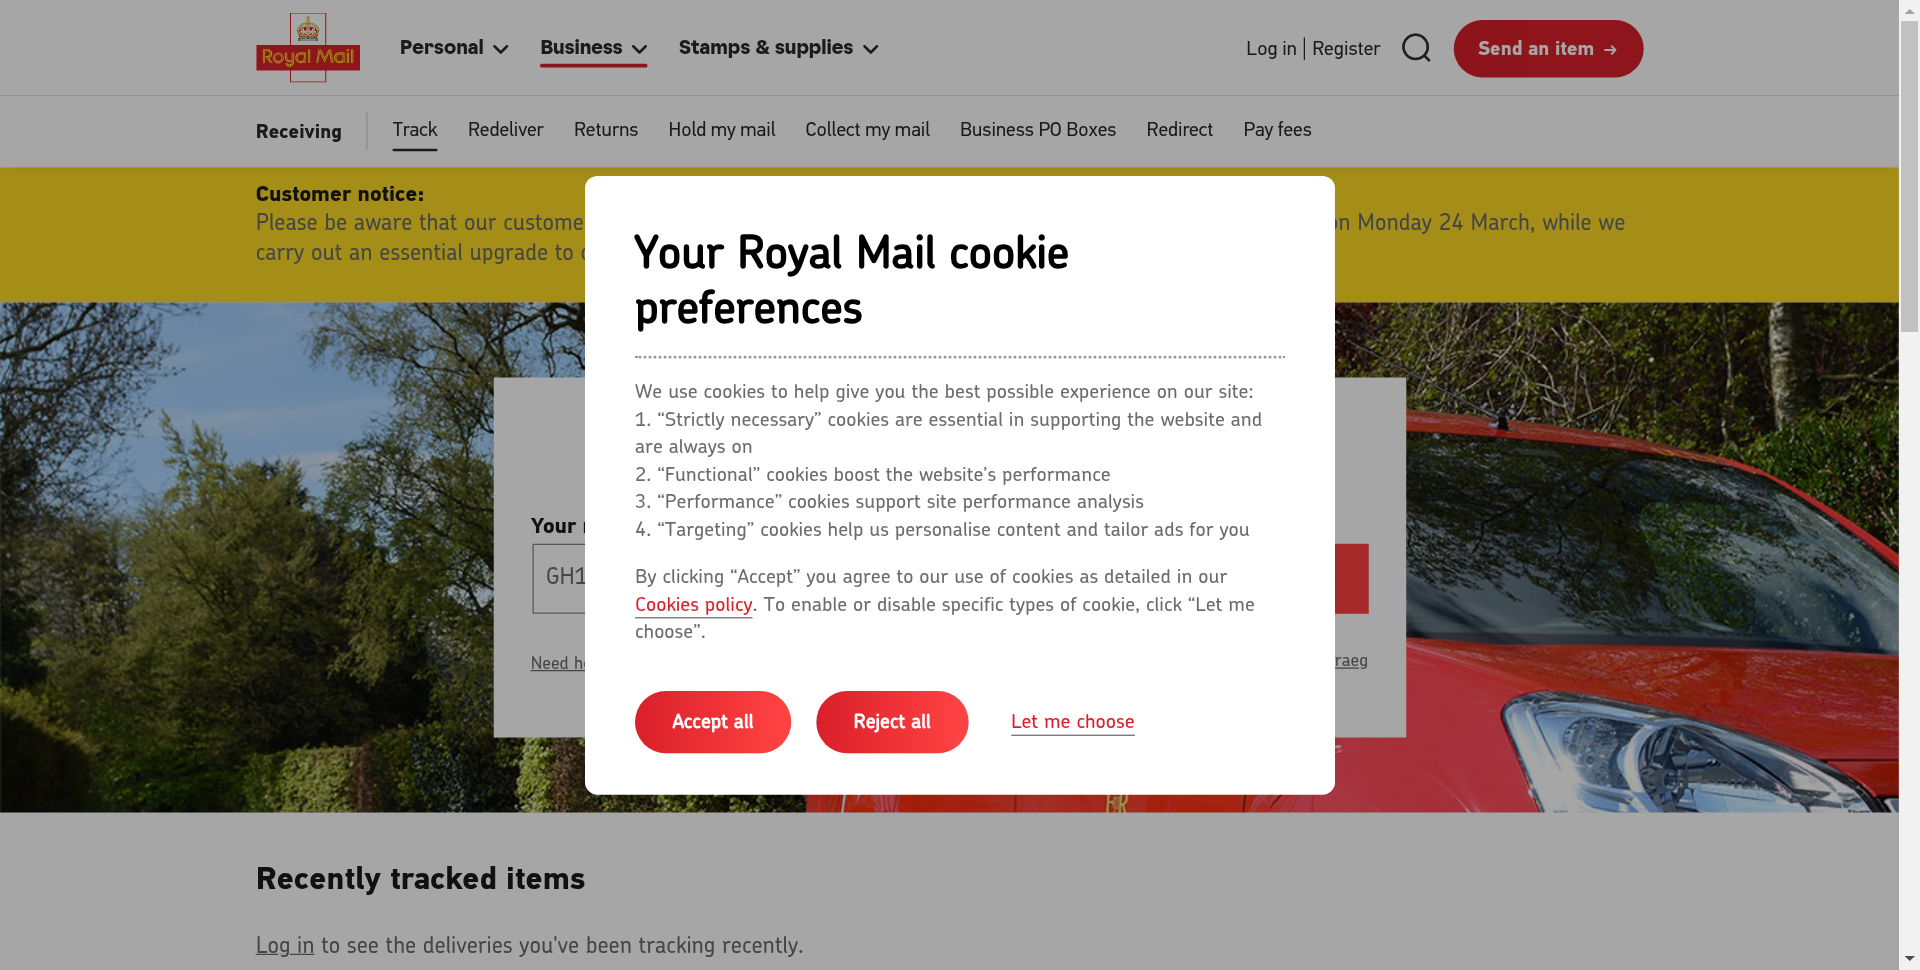 Royal Mail
Personal
Business
Stamps & supplies
Log in | Register
Send an item →
Receiving
Track
Redeliver
Returns
Hold my mail
Collect my mail
Business PO Boxes
Redirect
Pay fees
Customer notice:
Please be aware that our custome
on Monday 24 March, while we
carry out an essential upgrade to
Your Royal Mail cookie
preferences
We use cookies to help give you the best possible experience on our site:
1. “Strictly necessary” cookies are essential in supporting the website and
are always on
2. “Functional” cookies boost the website’s performance
3. “Performance” cookies support site performance analysis
4. “Targeting” cookies help us personalise content and tailor ads for you
By clicking “Accept” you agree to our use of cookies as detailed in our
Cookies policy. To enable or disable specific types of cookie, click “Let me
choose”.
Accept all
Reject all
Let me choose
Your
GH1
Need h
raeg
Recently tracked items
Log in to see the deliveries you've been tracking recently.